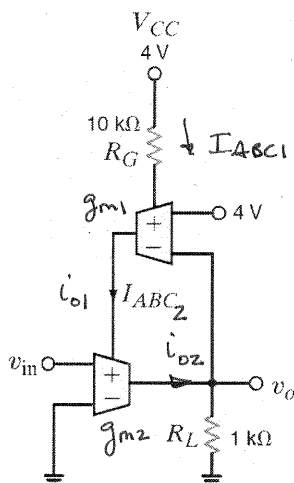 V_CC
4 V
10 kΩ
R_G
I_ABC1
g_m1
+
−
4 V
i_o1
I_ABC_2
i_o2
v_in
+
−
v_o
g_m2
R_L
1 kΩ